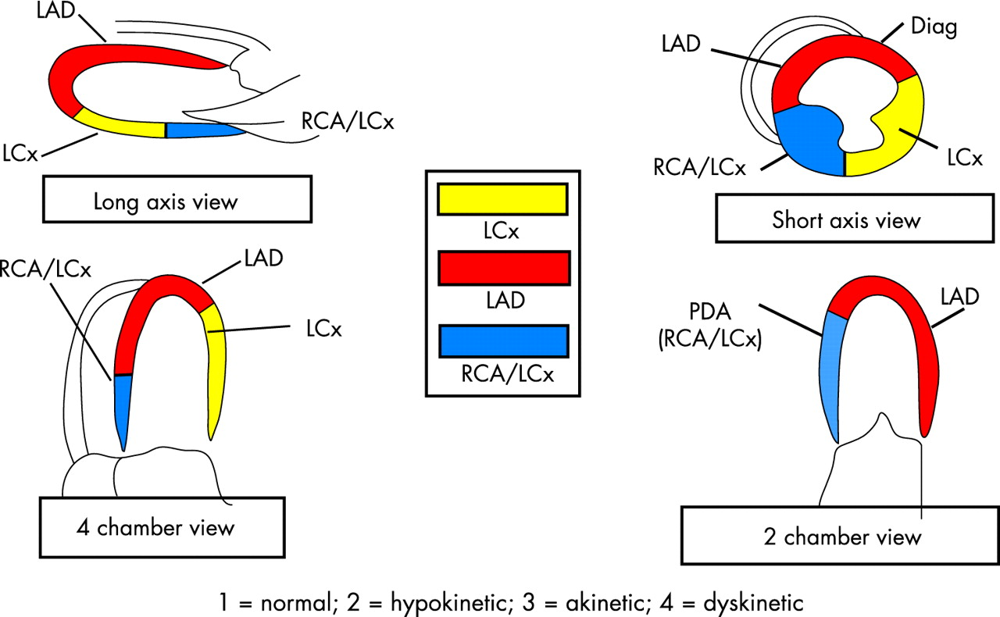 LAD
RCA/LCx
LCx
Long axis view
LAD
Diag
RCA/LCx
LCx
Short axis view
LCx
LAD
RCA/LCx
RCA/LCx
LAD
LCx
4 chamber view
PDA
(RCA/LCx)
LAD
2 chamber view
1 = normal; 2 = hypokinetic; 3 = akinetic; 4 = dyskinetic